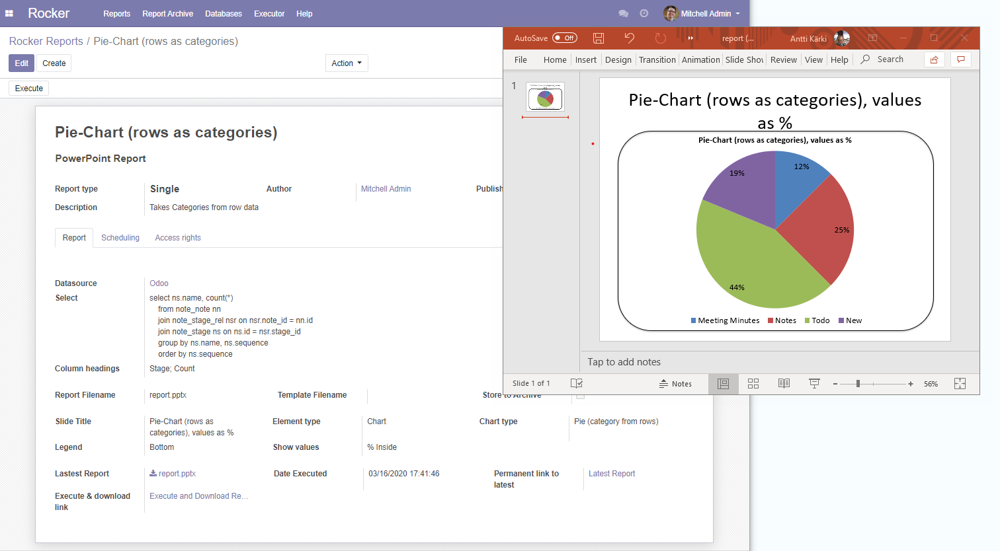 Rocker Reports Report Archive Databases Executor Help Mitchell Admin
Rocker Reports / Pie-Chart (rows as categories)
Edit Create Action
Execute
Pie-Chart (rows as categories)
PowerPoint Report
Report type Single Author Mitchell Admin Publish
Description Takes Categories from row data
Report Scheduling Access rights
Datasource Odoo
Select select ns.name, count(*)
from note_note nn
join note_stage_rel nsr on nsr.note_id = nn.id
join note_stage ns on ns.id = nsr.stage_id
group by ns.name, ns.sequence
order by ns.sequence
Column headings Stage; Count
Report Filename report.pptx Template Filename Store to Archive
Slide Title Pie-Chart (rows as Element type Chart Chart type Pie (category from rows)
categories), values as %
Legend Bottom Show values % Inside
Lastest Report report.pptx Date Executed 03/16/2020 17:41:46 Permanent link to Latest Report
latest
Execute & download Execute and Download Re...
link
AutoSave Off report (... Antti Kärki
File Home Insert Design Transition Animation Slide Shov Review View Help Search
1
Pie-Chart (rows as categories), values
as %
Pie-Chart (rows as categories), values as %
12%
19%
25%
44%
Meeting Minutes Notes Todo New
Tap to add notes
Slide 1 of 1 Notes 56%